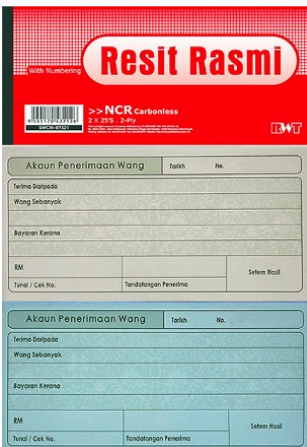 With Numbering
Resit Rasmi
>>NCR Carbonless
2 X 25'S . 2-Ply
RWT
Akaun Penerimaan Wang
Tarikh
No.
Terima Daripada
Wang Sebanyak
Bayaran Kerana
RM
Tunai / Cek No.
Tandatangan Penerima
Setem Hasil
Akaun Penerimaan Wang
Tarikh
No.
Terima Daripada
Wang Sebanyak
Bayaran Kerana
RM
Tunai / Cek No.
Tandatangan Penerima
Setem Hasil